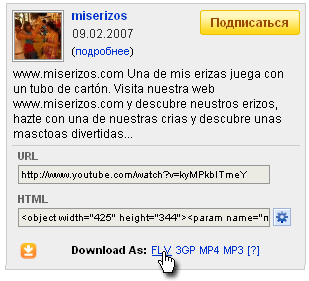 miserizos
Подписаться
09.02.2007
(подробнее)
www.miserizos.com Una de mis erizas juega con
un tubo de cartón. Visita nuestra web
www.miserizos.com y descubre neustros erizos,
hazte con una de nuestras crias y descubre unas
masctoas divertidas...
URL
http://www.youtube.com/watch?v=kyMPkbITmeY
HTML
<object width="425" height="344"><param name="n
Download As: FLV 3GP MP4 MP3 [?]